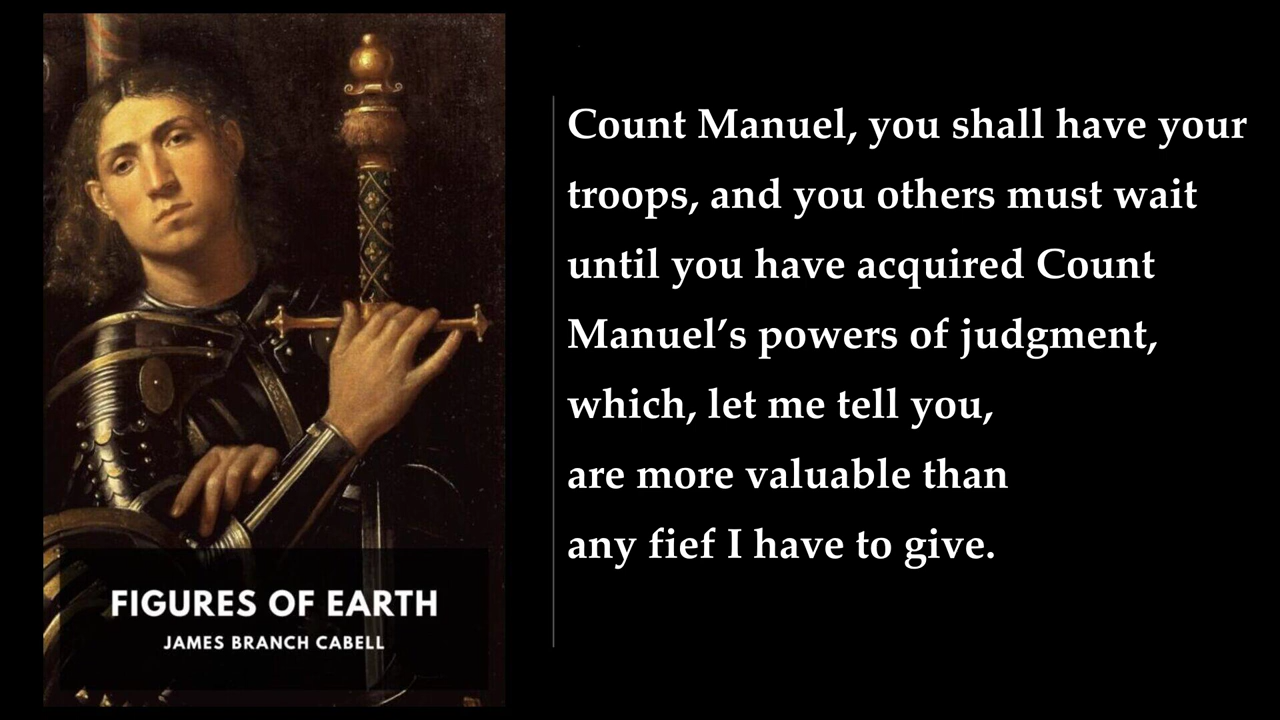 Count Manuel, you shall have your
troops, and you others must wait
until you have acquired Count
Manuel’s powers of judgment,
which, let me tell you,
are more valuable than
any fief I have to give.
FIGURES OF EARTH
JAMES BRANCH CABELL